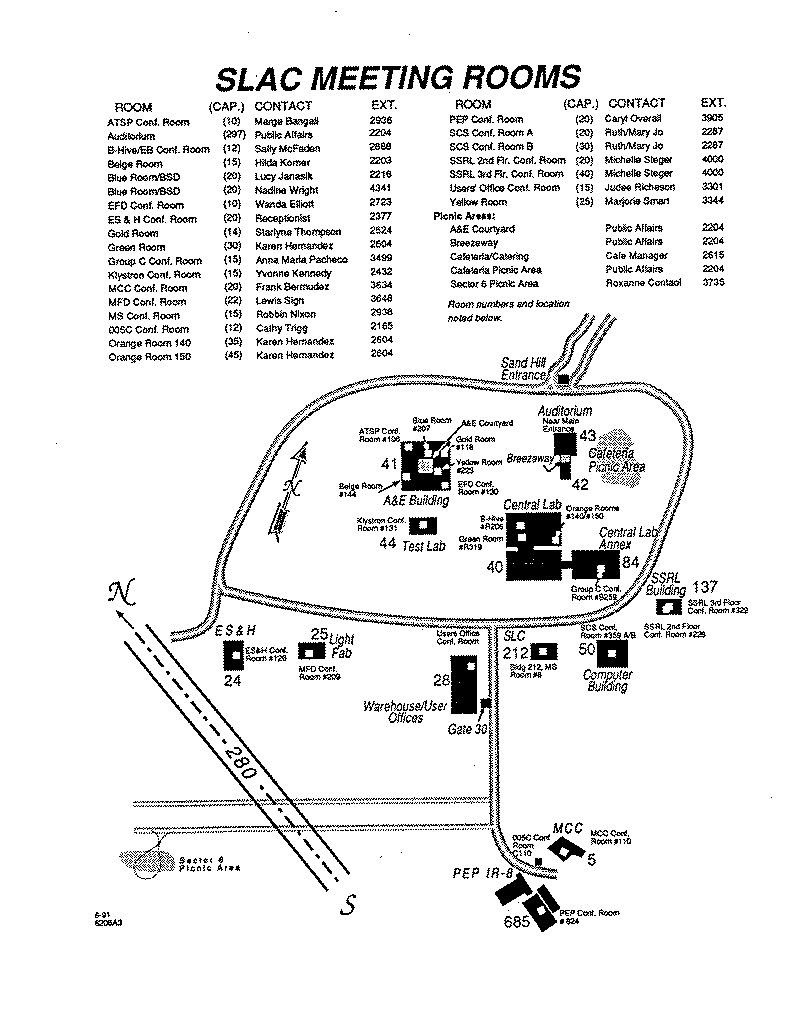 SLAC MEETING ROOMS
ROOM (CAP.) CONTACT EXT.
ATSP Conf. Room (10) Marge Bangali 2936
Auditorium (297) Public Affairs 2204
B-Hive/EB Conf. Room (12) Sally McFaden 2888
Beige Room (15) Hilda Korner 2203
Blue Room/BSD (20) Lucy Janasik 2216
Blue Room/BSD (20) Nadine Wright 4341
EFD Conf. Room (10) Wanda Elliott 2723
ES & H Conf. Room (20) Receptionist 2377
Gold Room (14) Starlyne Thompson 2524
Green Room (30) Karen Hernandez 2604
Group C Conf. Room (15) Anna Maria Pacheco 3499
Klystron Conf. Room (15) Yvonne Kennedy 2432
MCC Conf. Room (20) Frank Bermudez 3634
MFD Conf. Room (22) Lewis Sign 3648
MS Conf. Room (15) Robbin Nixon 2938
005C Conf. Room (12) Cathy Trigg 2165
Orange Room 140 (35) Karen Hernandez 2604
Orange Room 150 (45) Karen Hernandez 2604
ROOM (CAP.) CONTACT EXT.
PEP Conf. Room (20) Caryl Overall 3905
SCS Conf. Room A (20) Ruth/Mary Jo 2287
SCS Conf. Room B (30) Ruth/Mary Jo 2287
SSRL 2nd Flr. Conf. Room (20) Michelle Steger 4000
SSRL 3rd Flr. Conf. Room (40) Michelle Steger 4000
Users' Office Conf. Room (15) Judee Richeson 3301
Yellow Room (25) Marjorie Smart 3344
Picnic Areas:
A&E Courtyard Public Affairs 2204
Breezeway Public Affairs 2204
Cafeteria/Catering Cafe Manager 2615
Cafeteria Picnic Area Public Affairs 2204
Sector 6 Picnic Area Roxanne Contaol 3735
Room numbers and location
noted below.
Sand Hill
Entrance
Auditorium
Near Main
Entrance
43
Breezeway
Cafeteria
Picnic Area
42
Blue Room
#207
A&E Courtyard
ATSP Conf.
Room #106
Gold Room
#118
Yellow Room
#223
41
Beige Room
#144
EFD Conf.
Room #130
A&E Building
N
Klystron Conf.
Room #131
44 Test Lab
Central Lab
Orange Rooms
#140/#150
B-Hive
#R206
Green Room
#R319
Central Lab
Annex
40
84
Group C Conf.
Room #B259
SSRL
Building 137
SSRL 3rd Floor
Conf. Room #329
SSRL 2nd Floor
Conf. Room #228
N
ES&H
ES&H Conf.
Room #126
24
25 Light
Fab
MFD Conf.
Room #209
Users Office
Conf. Room
28
Warehouse/User
Offices
Gate 30
SLC
212
Bldg 212, MS
Room #8
SCS Conf.
Room #359 A/B
50
Computer
Building
280
S
Sector 6
Picnic Area
005C Conf
Room
C110
MCC
MCC Conf.
Room #110
5
PEP IR-8
685
PEP Conf. Room
#624
6-91
6206A3